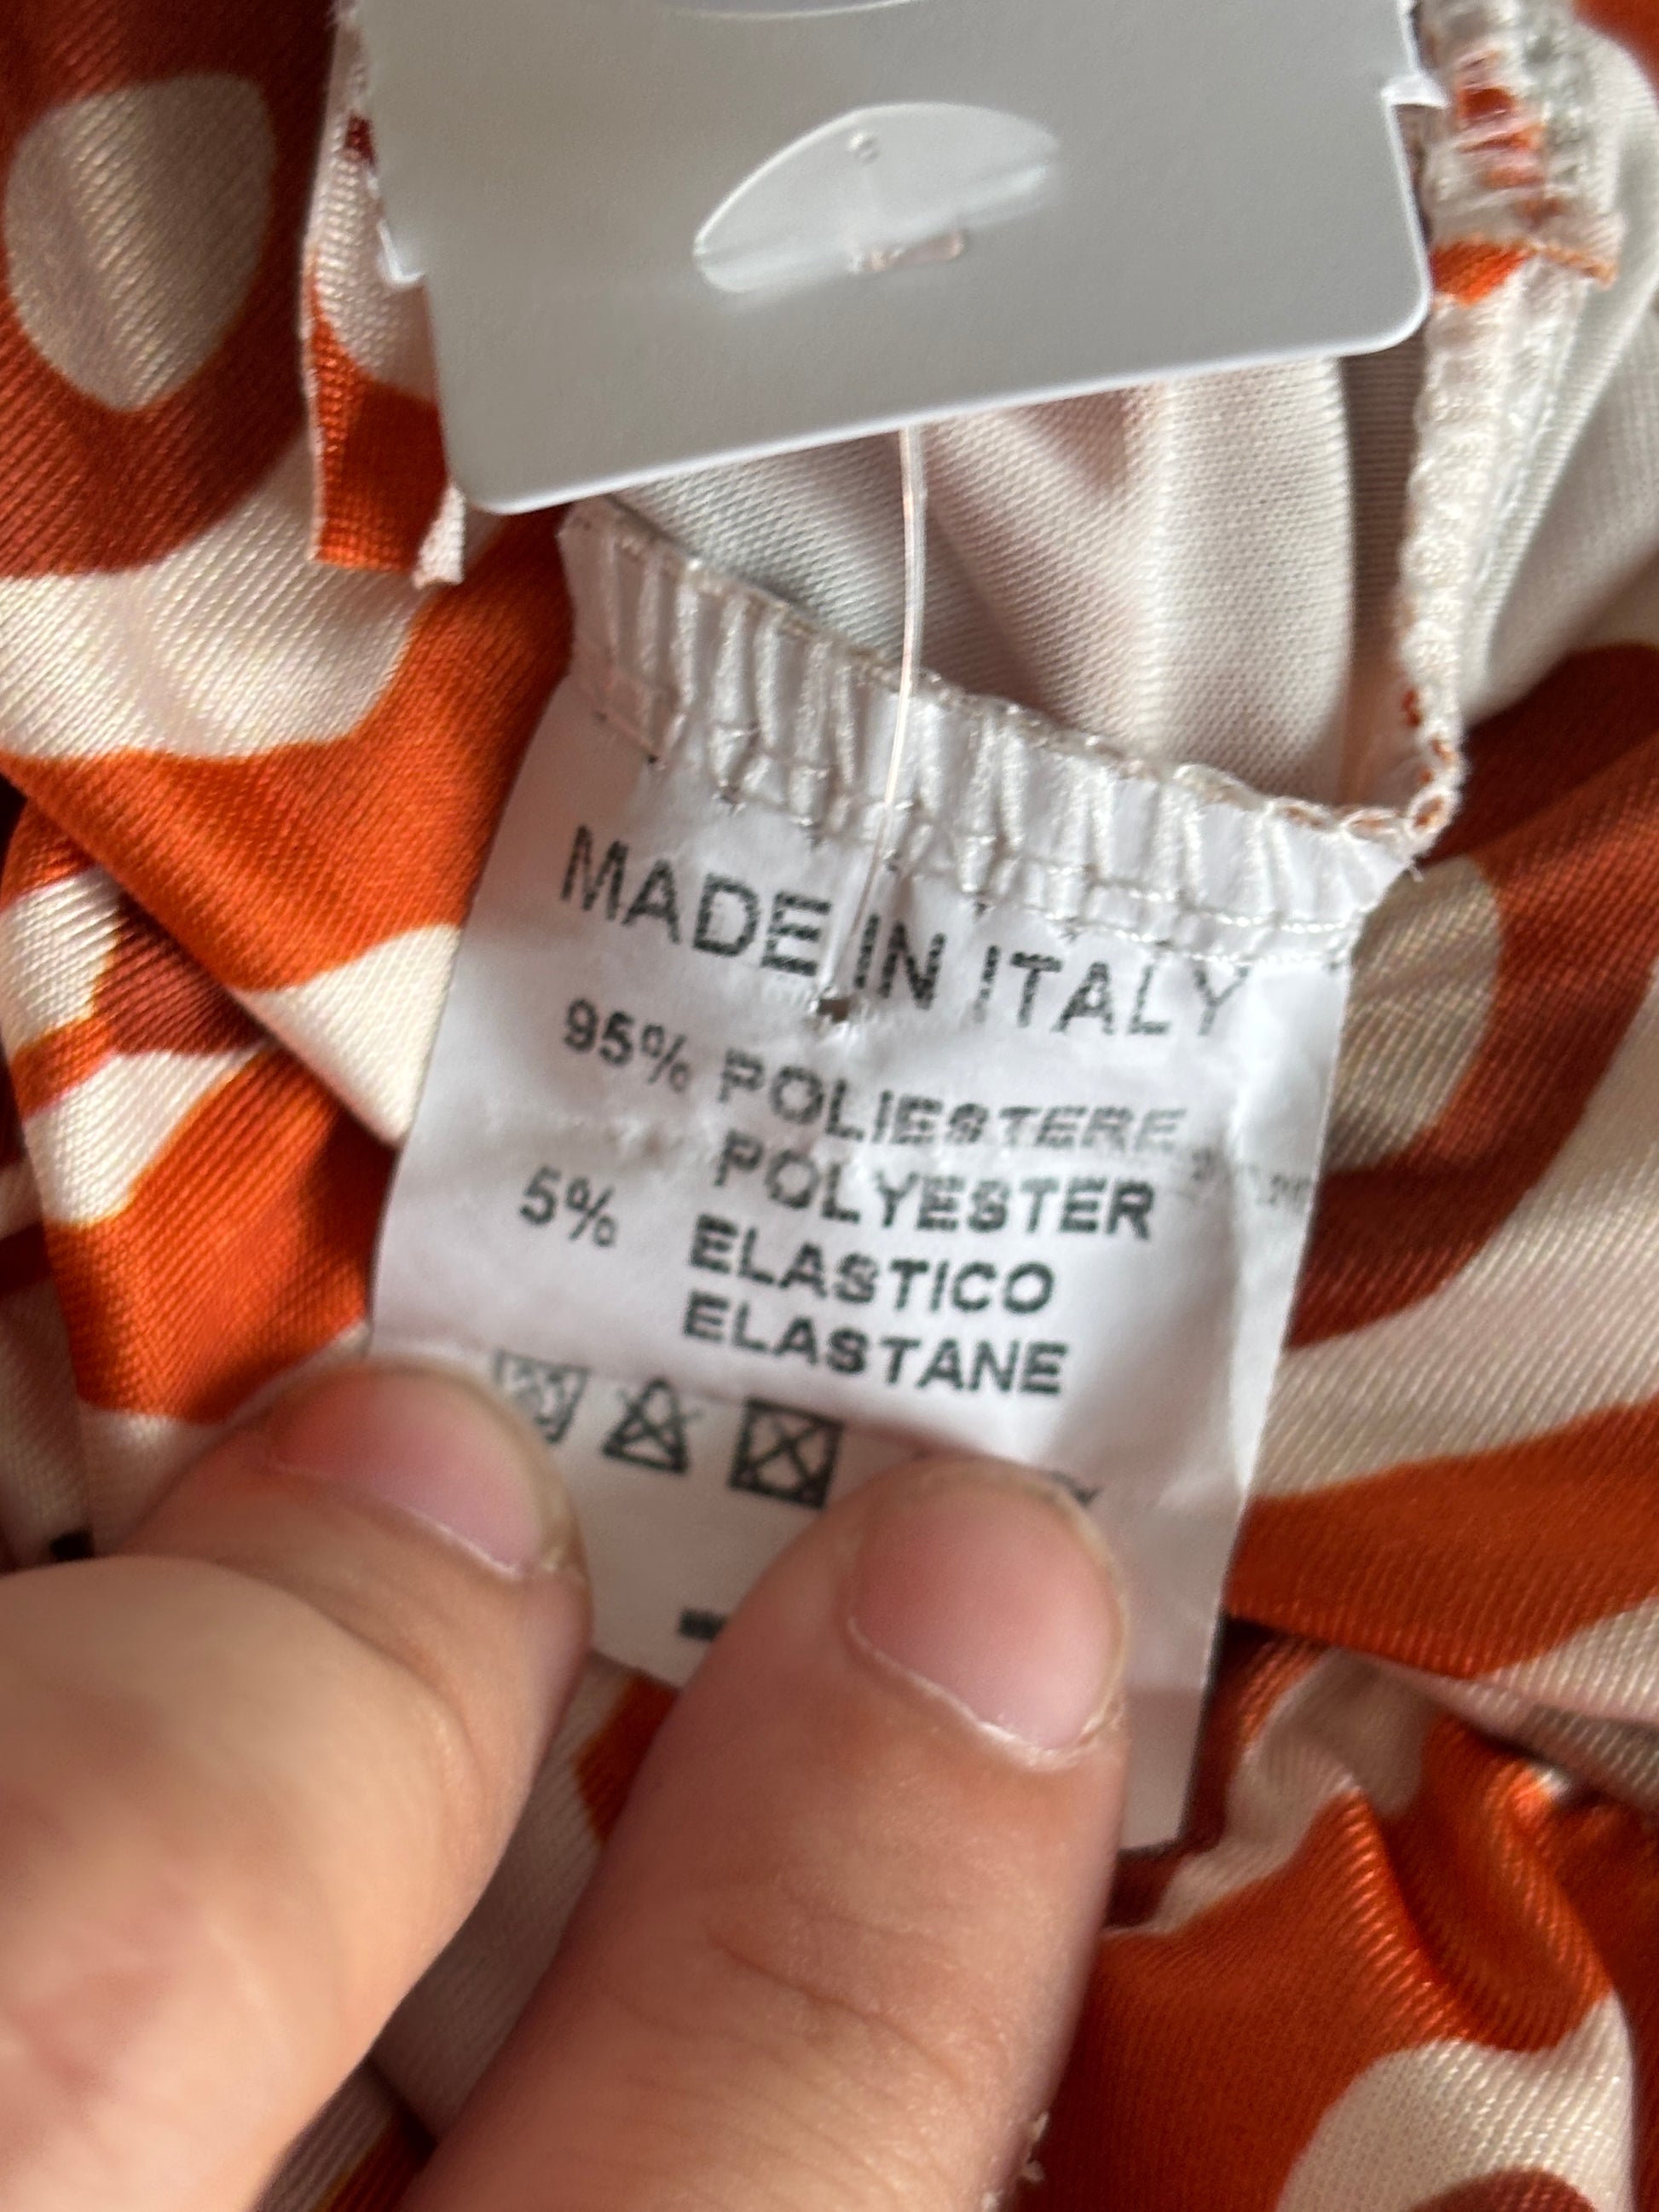 MADE IN ITALY
95% POLIESTERE
POLYESTER
5% ELASTICO
ELASTANE